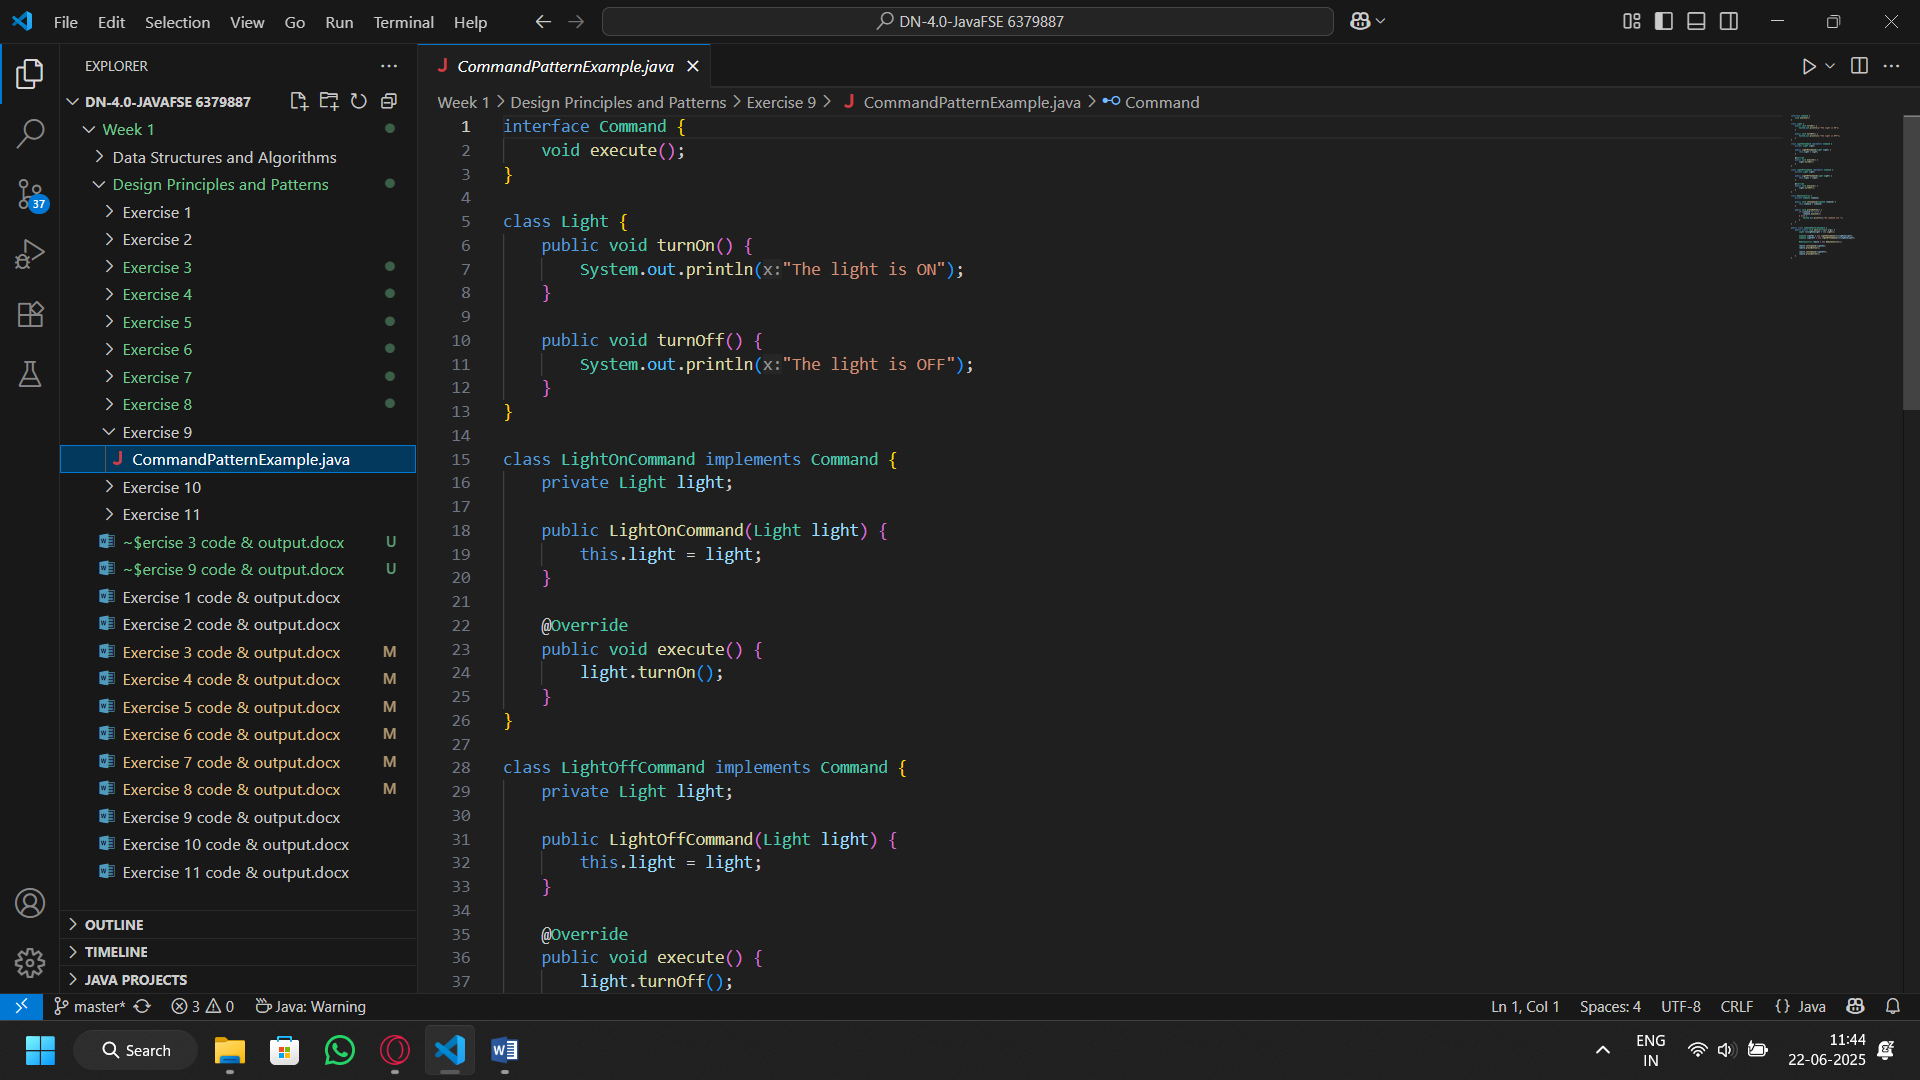 File Edit Selection View Go Run Terminal Help
DN-4.0-JavaFSE 6379887
EXPLORER
DN-4.0-JAVAFSE 6379887
Week 1
Data Structures and Algorithms
Design Principles and Patterns
Exercise 1
Exercise 2
Exercise 3
Exercise 4
Exercise 5
Exercise 6
Exercise 7
Exercise 8
Exercise 9
J CommandPatternExample.java
Exercise 10
Exercise 11
~$ercise 3 code & output.docx U
~$ercise 9 code & output.docx U
Exercise 1 code & output.docx
Exercise 2 code & output.docx
Exercise 3 code & output.docx M
Exercise 4 code & output.docx M
Exercise 5 code & output.docx M
Exercise 6 code & output.docx M
Exercise 7 code & output.docx M
Exercise 8 code & output.docx M
Exercise 9 code & output.docx
Exercise 10 code & output.docx
Exercise 11 code & output.docx
OUTLINE
TIMELINE
JAVA PROJECTS
37
J CommandPatternExample.java
Week 1 > Design Principles and Patterns > Exercise 9 > J CommandPatternExample.java > Command
1 interface Command {
2 void execute();
3 }
4
5 class Light {
6 public void turnOn() {
7 System.out.println(x:"The light is ON");
8 }
9
10 public void turnOff() {
11 System.out.println(x:"The light is OFF");
12 }
13 }
14
15 class LightOnCommand implements Command {
16 private Light light;
17
18 public LightOnCommand(Light light) {
19 this.light = light;
20 }
21
22 @Override
23 public void execute() {
24 light.turnOn();
25 }
26 }
27
28 class LightOffCommand implements Command {
29 private Light light;
30
31 public LightOffCommand(Light light) {
32 this.light = light;
33 }
34
35 @Override
36 public void execute() {
37 light.turnOff();
master* 3 0 Java: Warning
Ln 1, Col 1 Spaces: 4 UTF-8 CRLF {} Java
Search
ENG
IN
11:44
22-06-2025